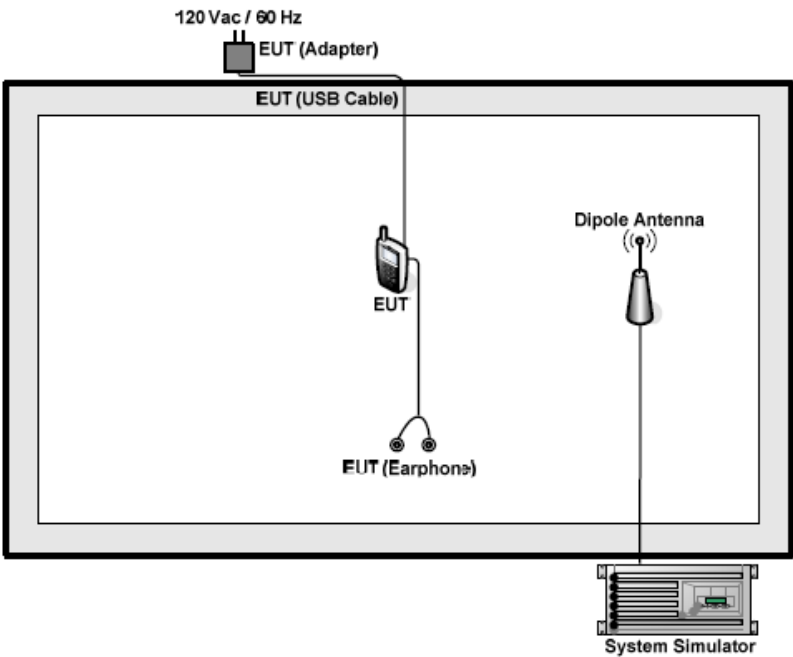 120 Vac / 60 Hz
EUT (Adapter)
EUT (USB Cable)
Dipole Antenna
EUT
EUT (Earphone)
System Simulator